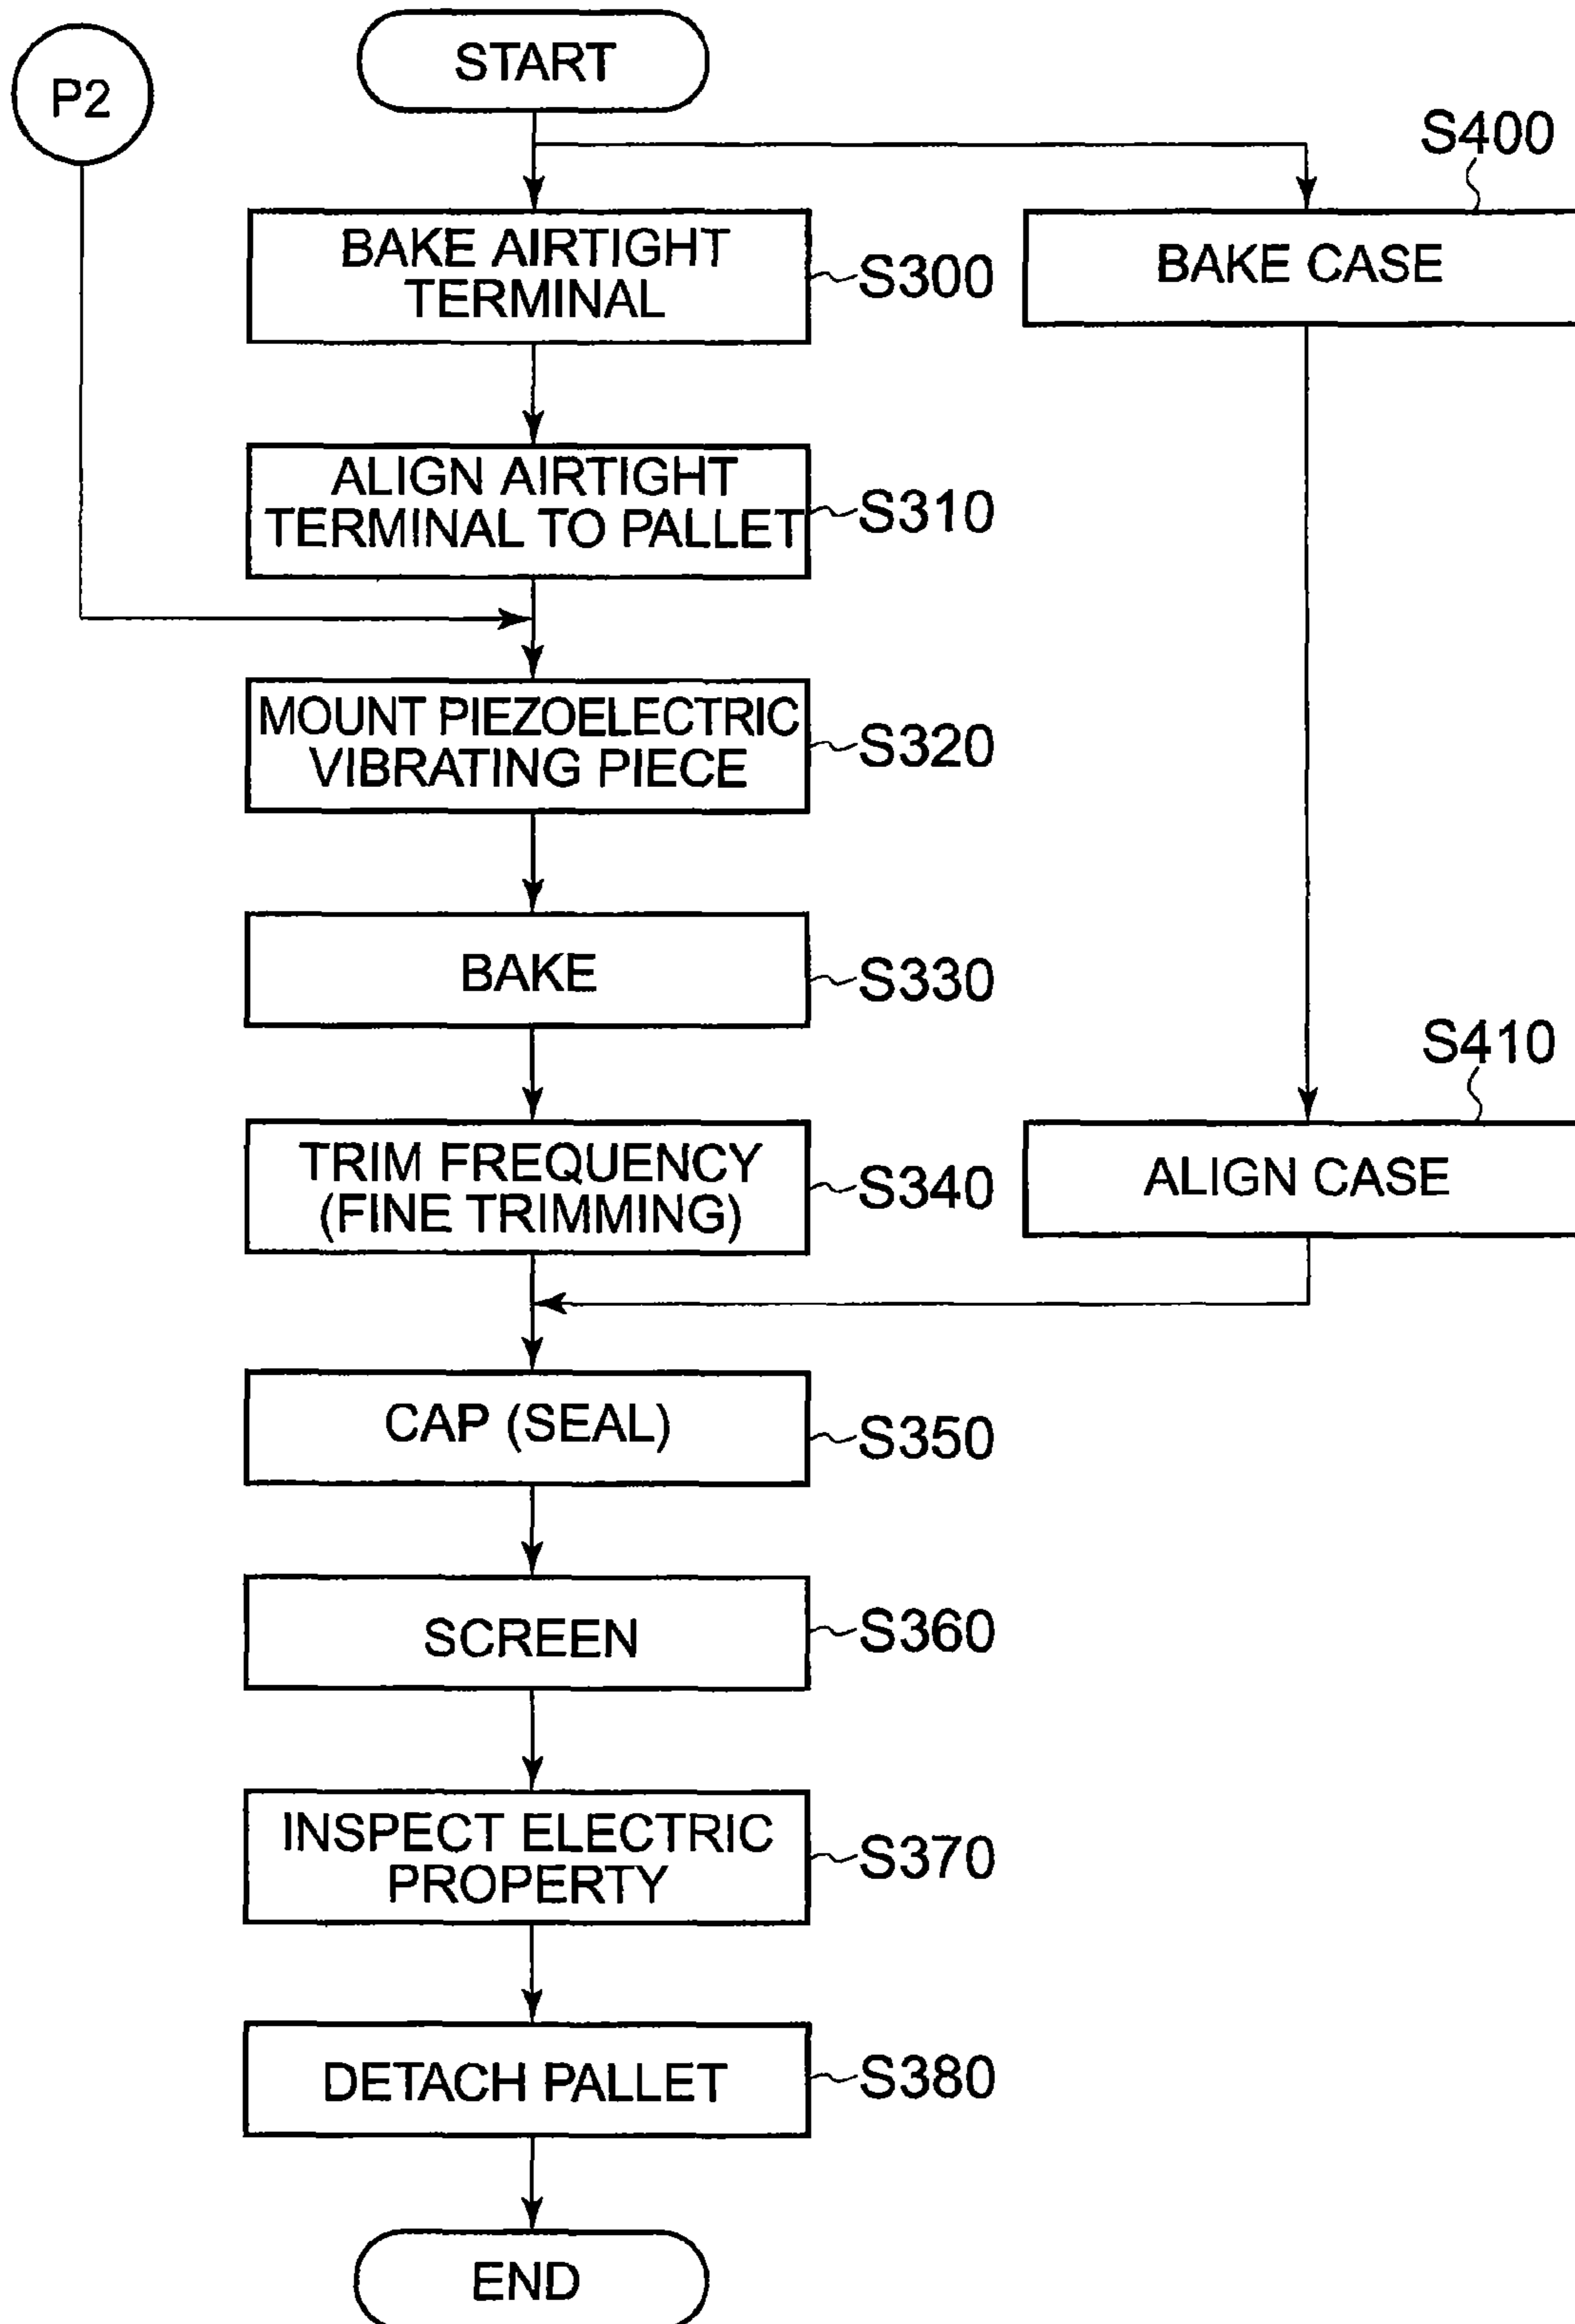 P2
START
S400
BAKE AIRTIGHT
TERMINAL
S300
BAKE CASE
ALIGN AIRTIGHT
TERMINAL TO PALLET
S310
MOUNT PIEZOELECTRIC
VIBRATING PIECE
S320
BAKE
S330
S410
TRIM FREQUENCY
(FINE TRIMMING)
S340
ALIGN CASE
CAP (SEAL)
S350
SCREEN
S360
INSPECT ELECTRIC
PROPERTY
S370
DETACH PALLET
S380
END